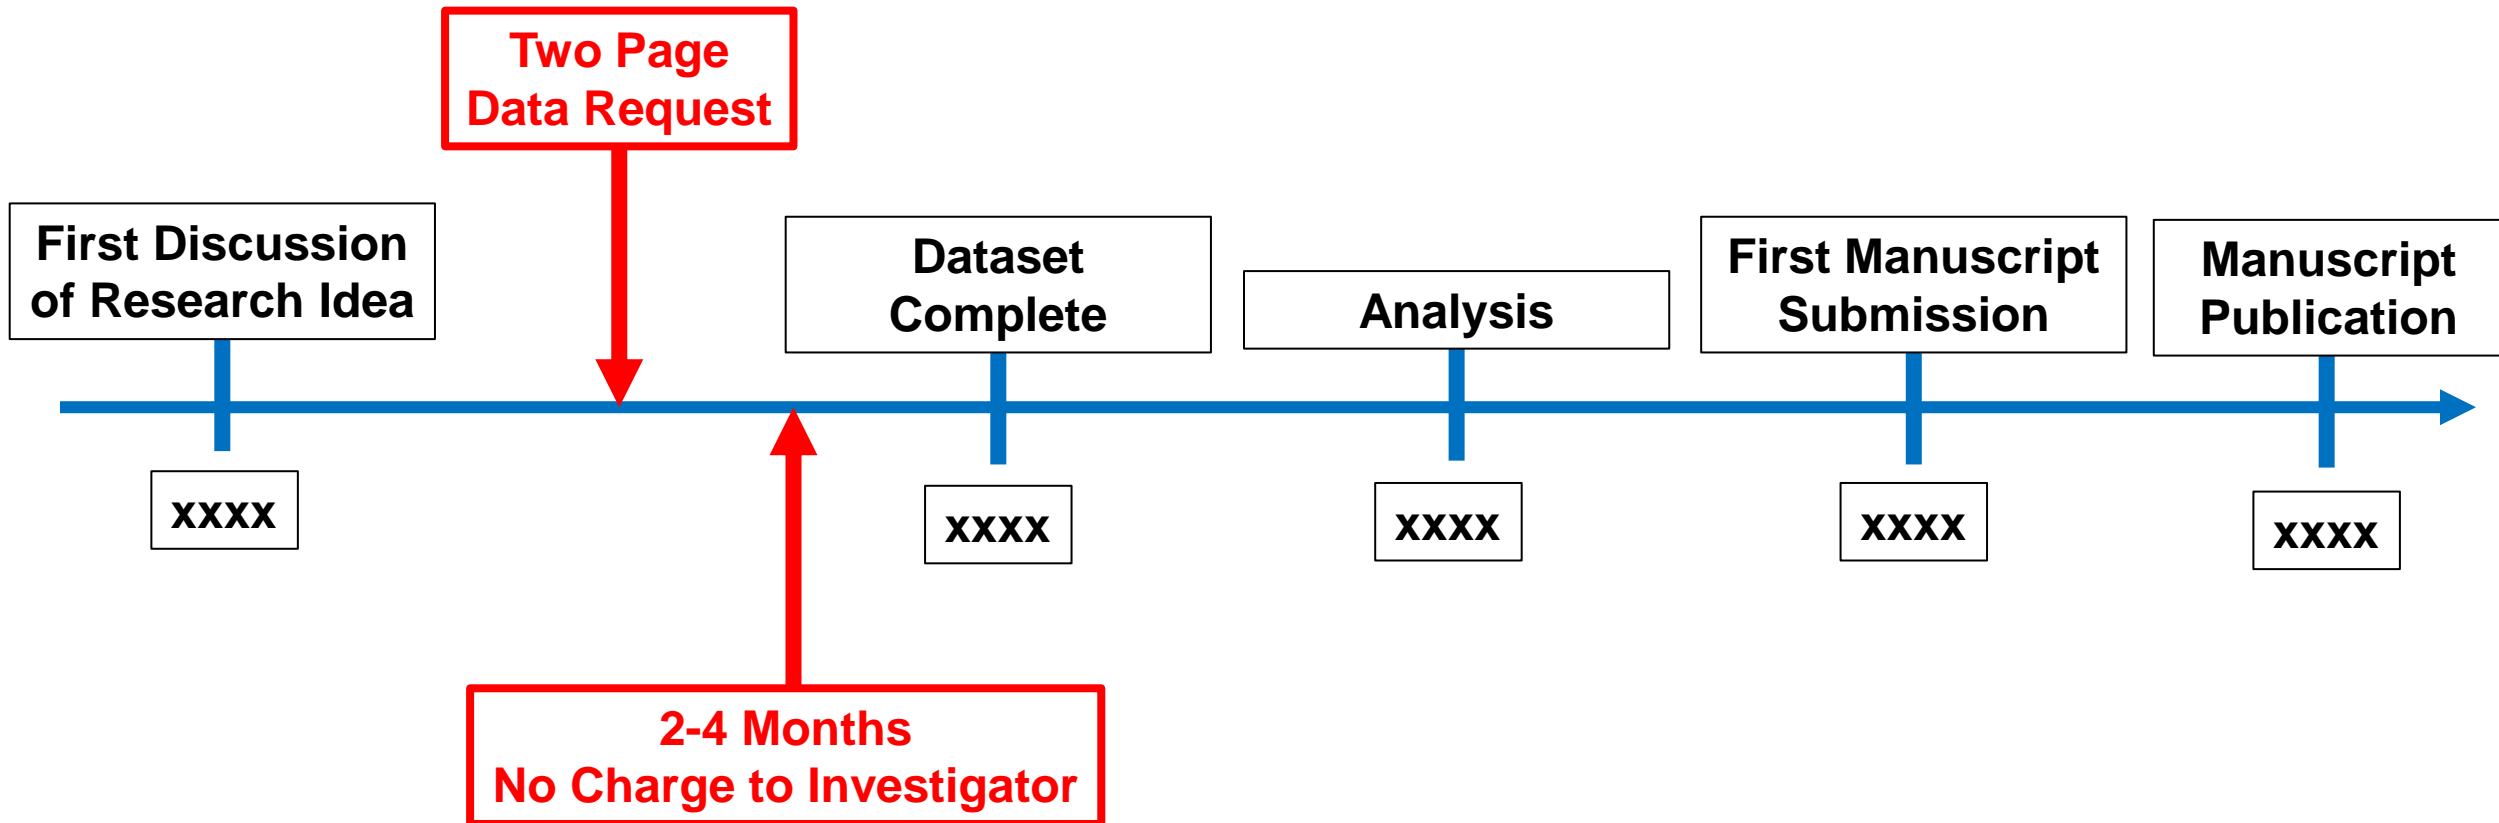 Two Page
Data Request
First Discussion
of Research Idea
Dataset
Complete
Analysis
First Manuscript
Submission
Manuscript
Publication
xxxx
xxxx
xxxx
xxxx
xxxx
2-4 Months
No Charge to Investigator